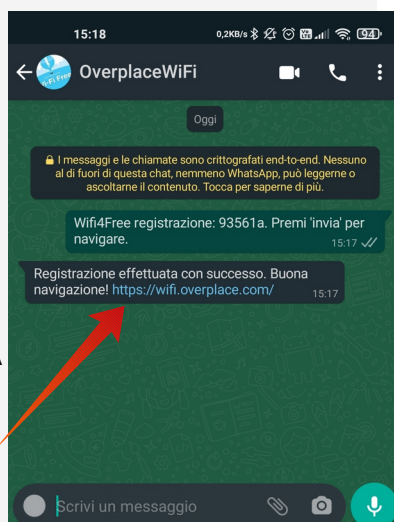 15:18
0,2KB/s
94
OverplaceWiFi
Oggi
I messaggi e le chiamate sono crittografati end-to-end. Nessuno
al di fuori di questa chat, nemmeno WhatsApp, può leggerne o
ascoltarne il contenuto. Tocca per saperne di più.
Wifi4Free registrazione: 93561a. Premi 'invia' per
navigare.
15:17
Registrazione effettuata con successo. Buona
navigazione! https://wifi.overplace.com/
15:17
Scrivi un messaggio